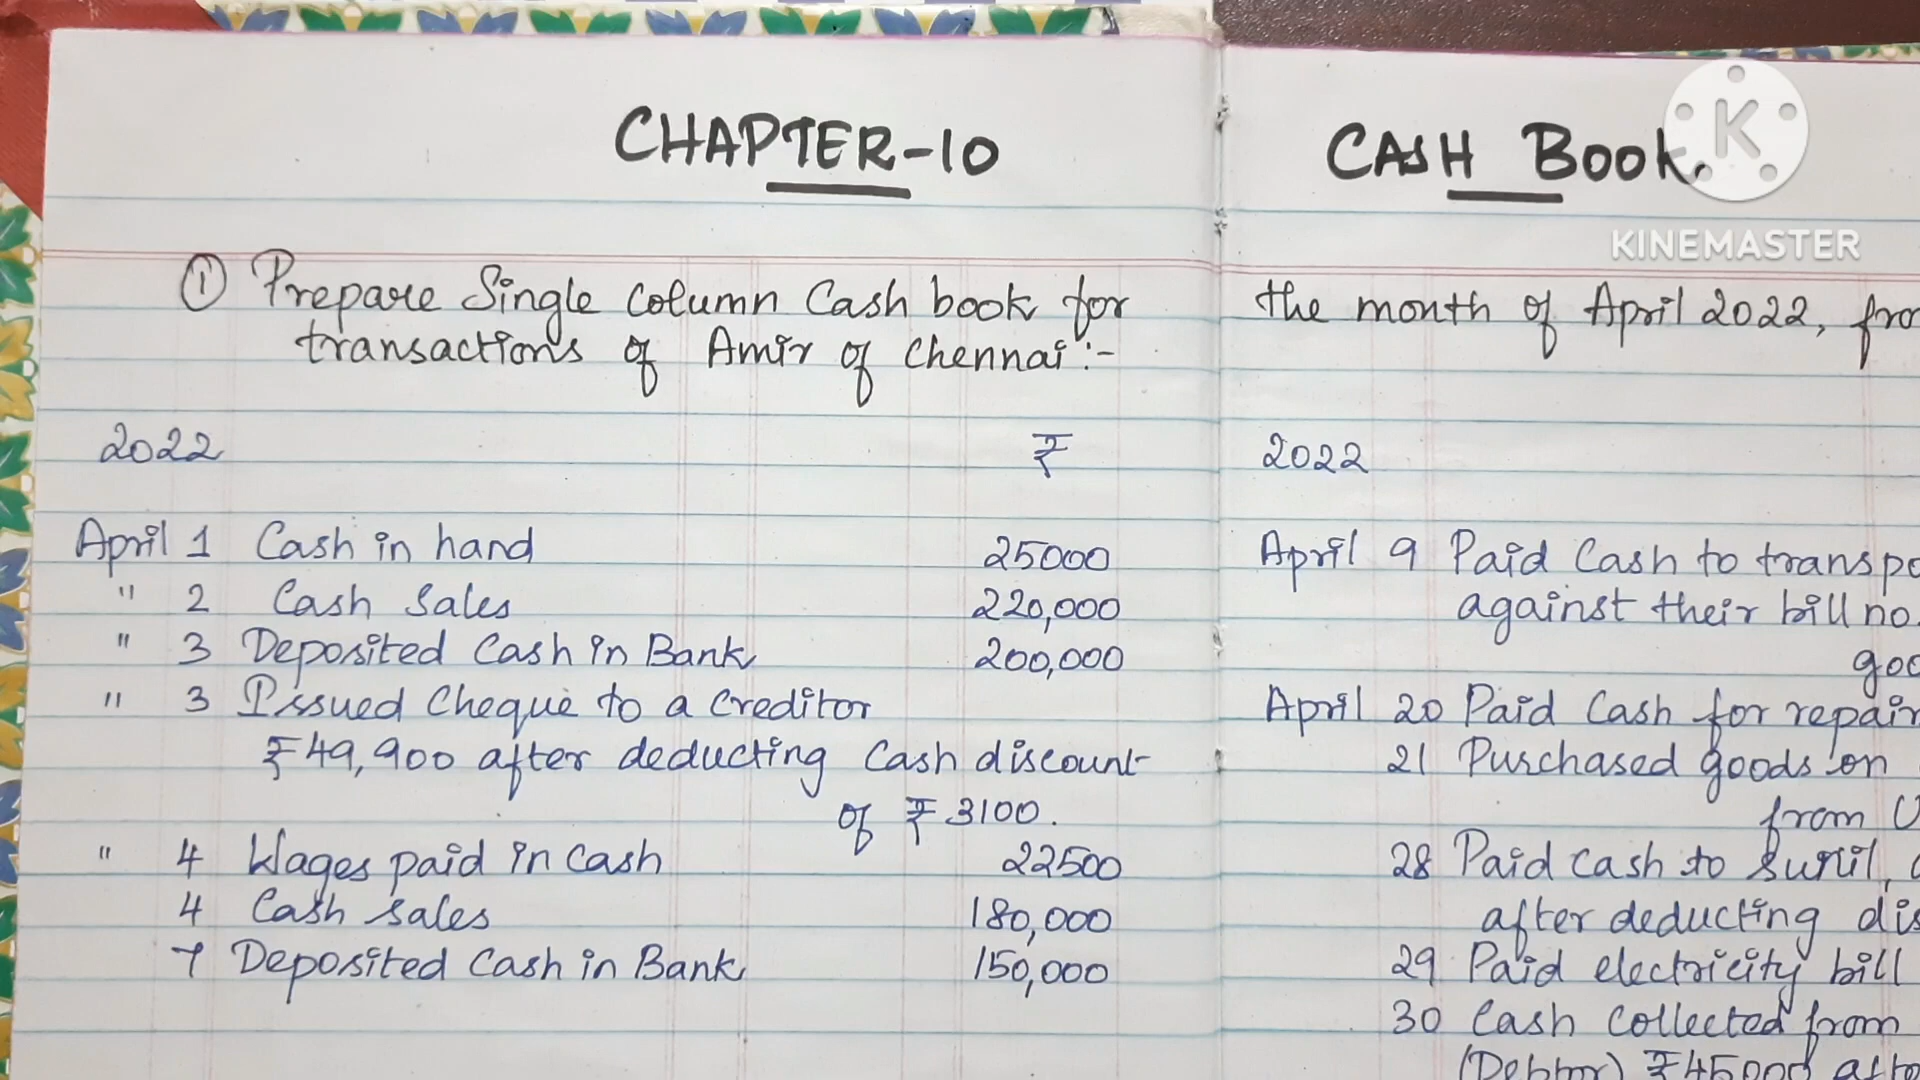 CHAPTER-10
① Prepare Single Column Cash book for
transactions of Amir of Chennai :-
2022 ₹
April 1 Cash in hand 25000
" 2 Cash Sales 220,000
" 3 Deposited Cash in Bank 200,000
" 3 Issued Cheque to a Creditor
₹49,900 after deducting Cash discount
of ₹ 3100.
" 4 Wages paid in cash 22500
4 Cash sales 180,000
7 Deposited Cash in Bank 150,000
CASH BOOK.
K
KINEMASTER
the month of April 2022,
2022
April 9 Paid Cash to
against their bill no.
April 20 Paid Cash for
21 Purchased goods on
from
28 Paid cash to Sunil,
after deducting
29 Paid electricity bill
30 Cash Collected from
(Debtor) ₹45000